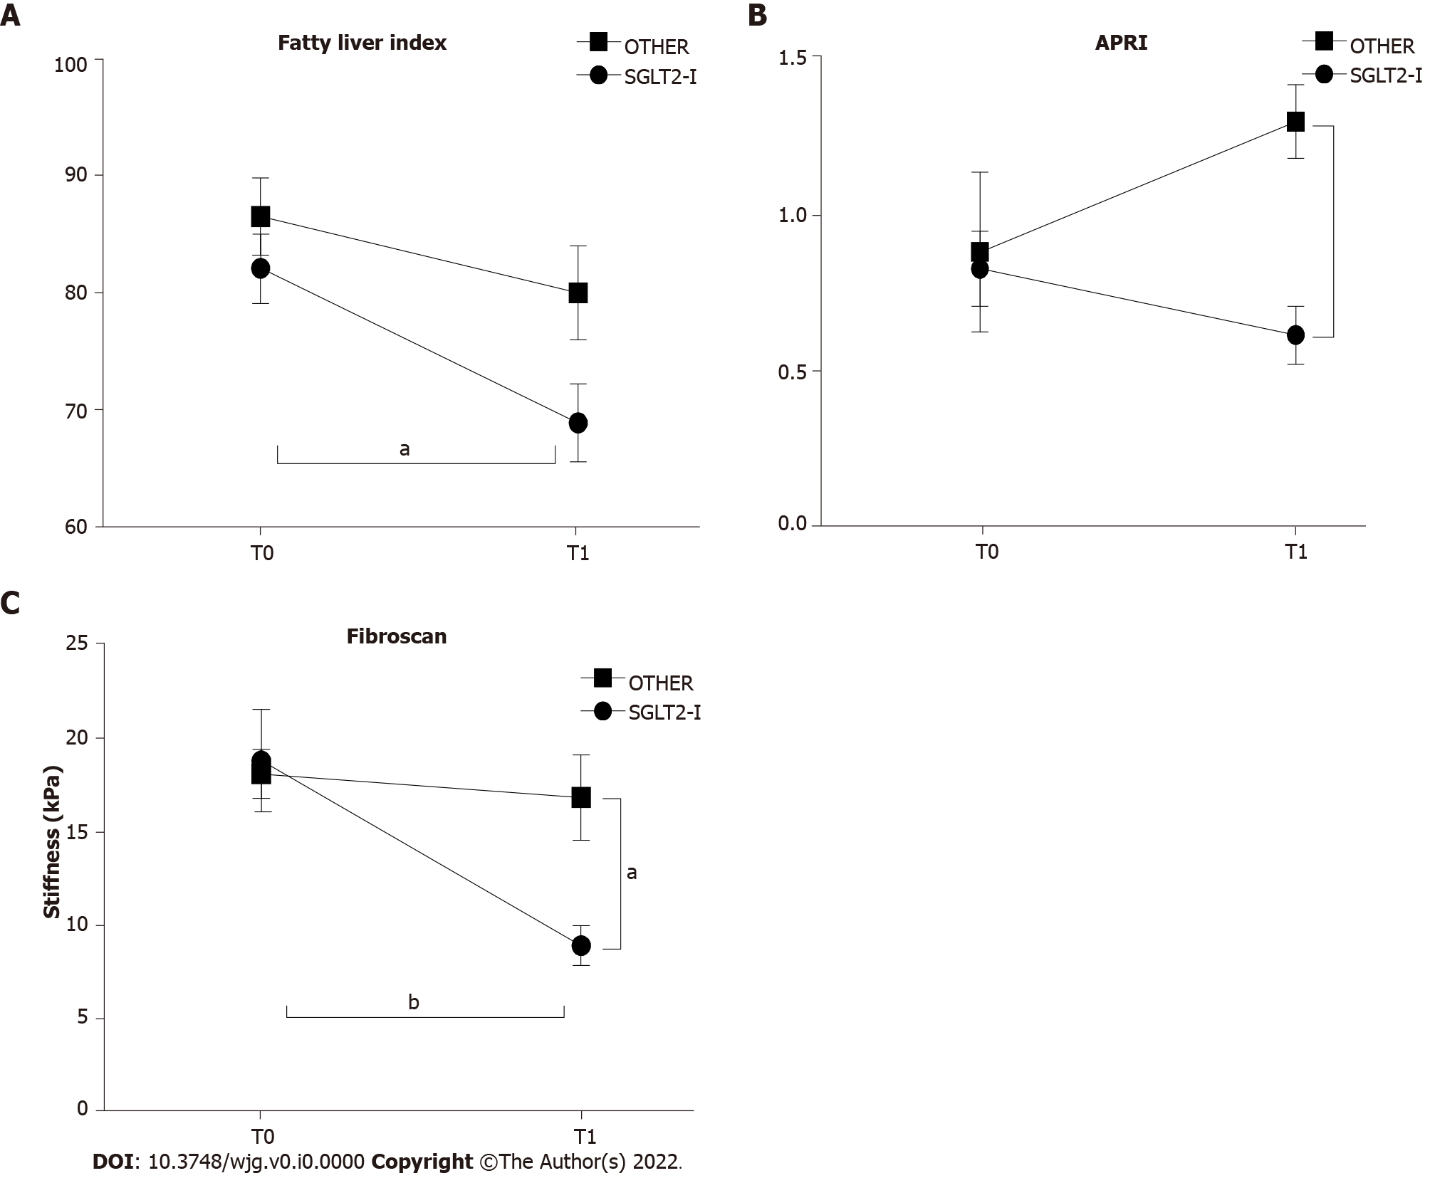 A
Fatty liver index
OTHER
SGLT2-I
100
90
80
70
60
a
T0
T1
B
APRI
OTHER
SGLT2-I
1.5
1.0
0.5
0.0
T0
T1
C
Fibroscan
OTHER
SGLT2-I
Stiffness (kPa)
25
20
15
10
5
0
a
b
T0
T1
DOI: 10.3748/wjg.v0.i0.0000 Copyright ©The Author(s) 2022.